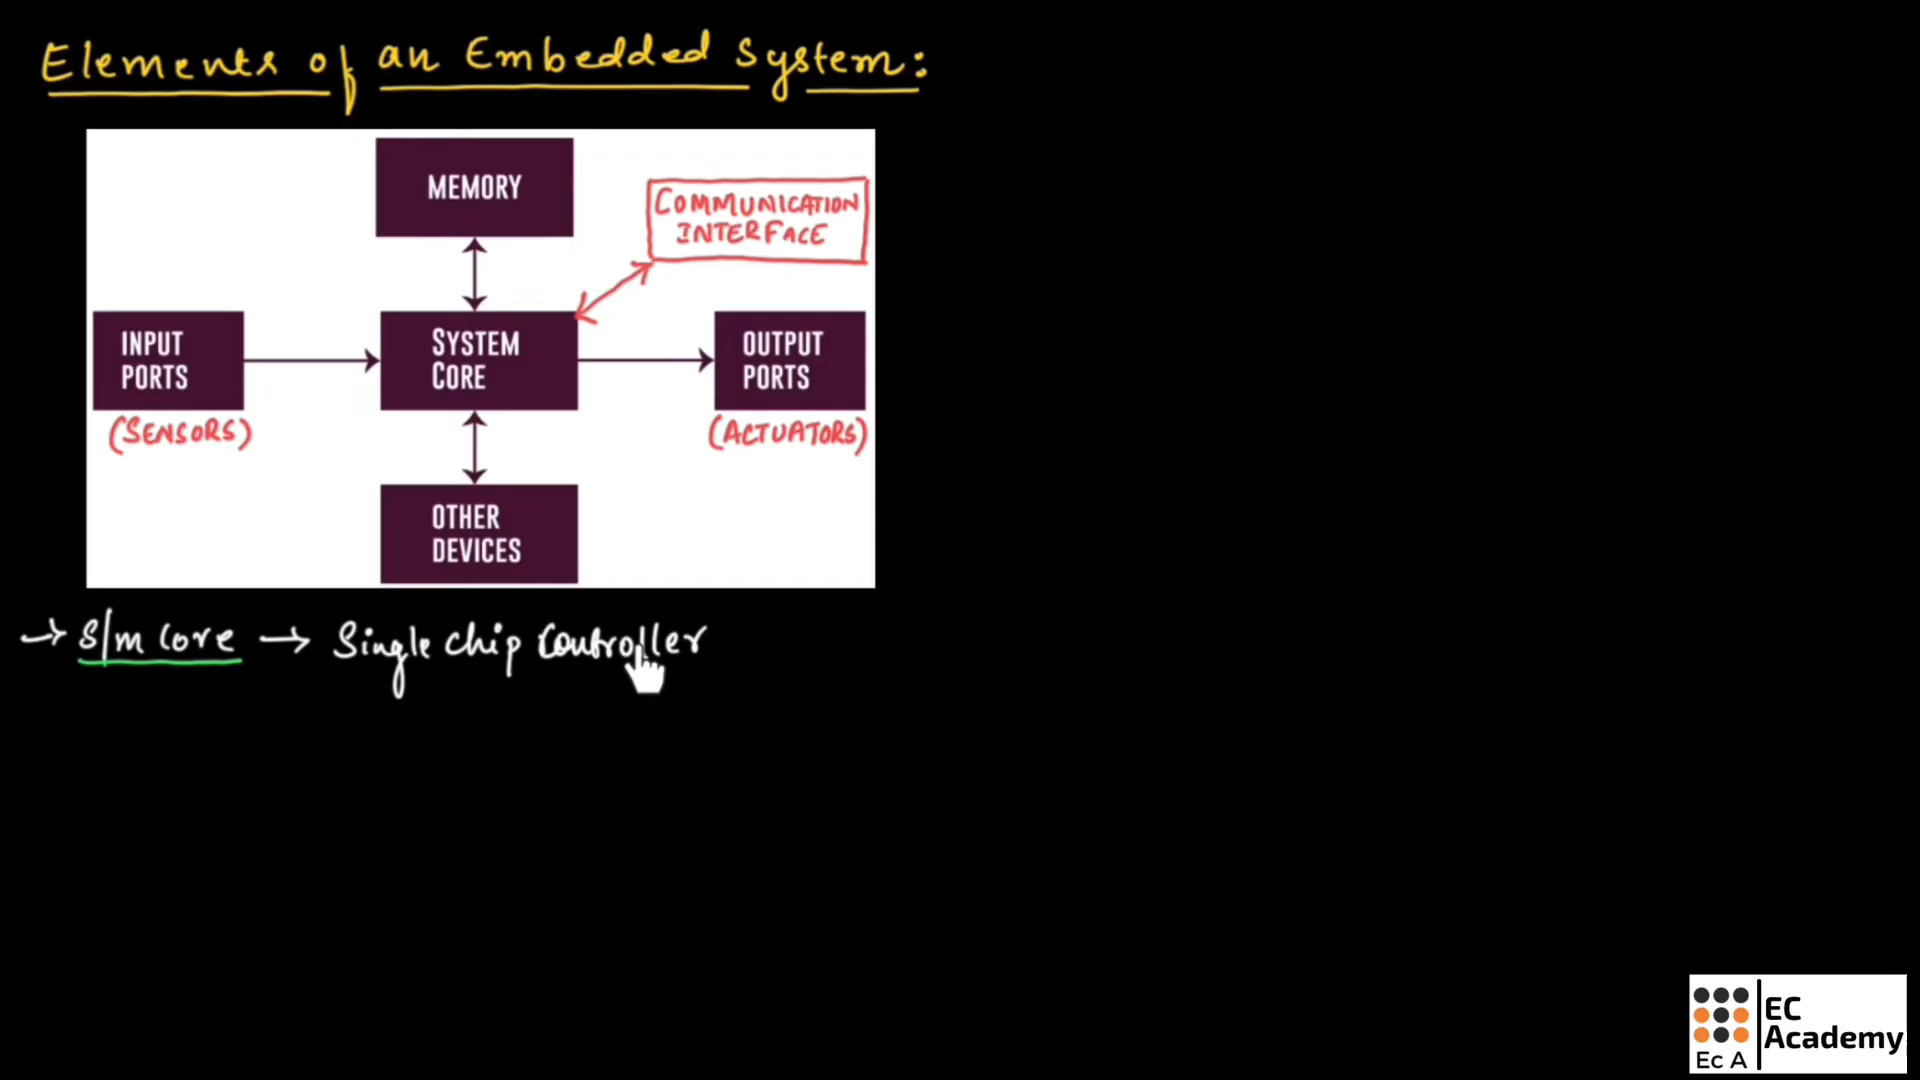 Elements of an Embedded System:
MEMORY
COMMUNICATION
INTERFACE
INPUT
PORTS
SYSTEM
CORE
OUTPUT
PORTS
(SENSORS)
(ACTUATORS)
OTHER
DEVICES
→ S/m Core → Single chip Controller
EC
Academy
Ec A